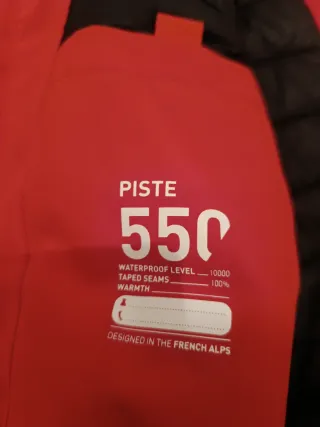 PISTE
550
WATERPROOF LEVEL 10000
TAPED SEAMS 100%
WARMTH
DESIGNED IN THE FRENCH ALPS